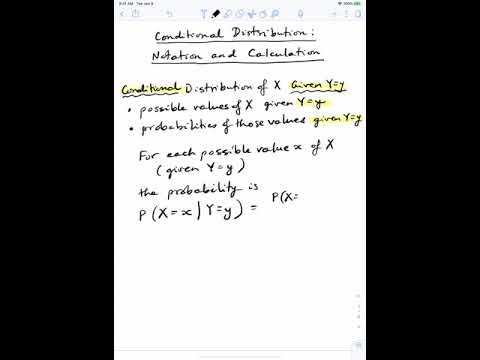 Conditional Distribution:
Notation and Calculation
Conditional Distribution of X Given Y=y
• possible values of X given Y=y
• probabilities of those values given Y=y
For each possible value x of X
(given Y=y)
the probability is
P(X=x|Y=y) = P(X=